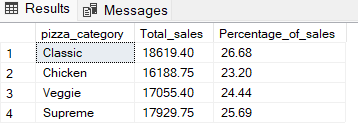 Results Messages
pizza_category Total_sales Percentage_of_sales
1 Classic 18619.40 26.68
2 Chicken 16188.75 23.20
3 Veggie 17055.40 24.44
4 Supreme 17929.75 25.69